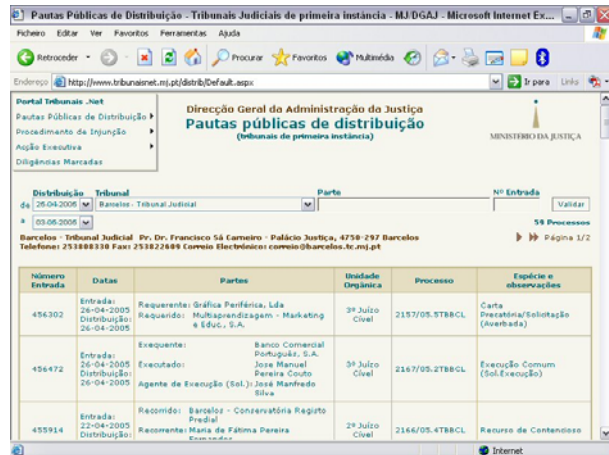 Pautas Públicas de Distribuição - Tribunais Judiciais de primeira instância - MJ/DGAJ - Microsoft Internet Ex...
Ficheiro Editar Ver Favoritos Ferramentas Ajuda
Retroceder Procurar Favoritos Multimédia
Endereço http://www.tribunaisnet.mj.pt/distrib/Default.aspx Ir para Links
Portal Tribunais .Net
Pautas Públicas de Distribuição
Procedimento de Injunção
Acção Executiva
Diligências Marcadas
Direcção Geral da Administração da Justiça
Pautas públicas de distribuição
(tribunais de primeira instância)
MINISTÉRIO DA JUSTIÇA
Distribuição Tribunal Parte Nº Entrada
de 26-04-2005 Barcelos - Tribunal Judicial Validar
a 03-06-2005 59 Processos
Barcelos - Tribunal Judicial Pr. Dr. Francisco Sá Carneiro - Palácio Justiça, 4750-297 Barcelos
Telefone: 253808330 Fax: 253822609 Correio Electrónico: correio@barcelos.tc.mj.pt
Página 1/2
Número Entrada Datas Partes Unidade Orgânica Processo Espécie e observações
456302
Entrada:
26-04-2005
Distribuição:
26-04-2005
Requerente: Gráfica Periférica, Lda
Requerido: Multiaprendizagem - Marketing
e Educ., S.A.
3º Juízo
Cível
2157/05.5TBBCL
Carta
Precatória/Solicitação
(Averbada)
456472
Entrada:
26-04-2005
Distribuição:
26-04-2005
Exequente: Banco Comercial
Português, S.A.
Executado: Jose Manuel
Pereira Couto
Agente de Execução (Sol.): José Manfredo
Silva
3º Juízo
Cível
2167/05.2TBBCL
Execução Comum
(Sol.Execução)
455914
Entrada:
22-04-2005
Distribuição:
Recorrido: Barcelos - Conservatória Registo
Predial
Recorrente: Maria de Fátima Pereira
Fernandes
2º Juízo
Cível
2166/05.4TBBCL
Recurso de Contencioso
Internet